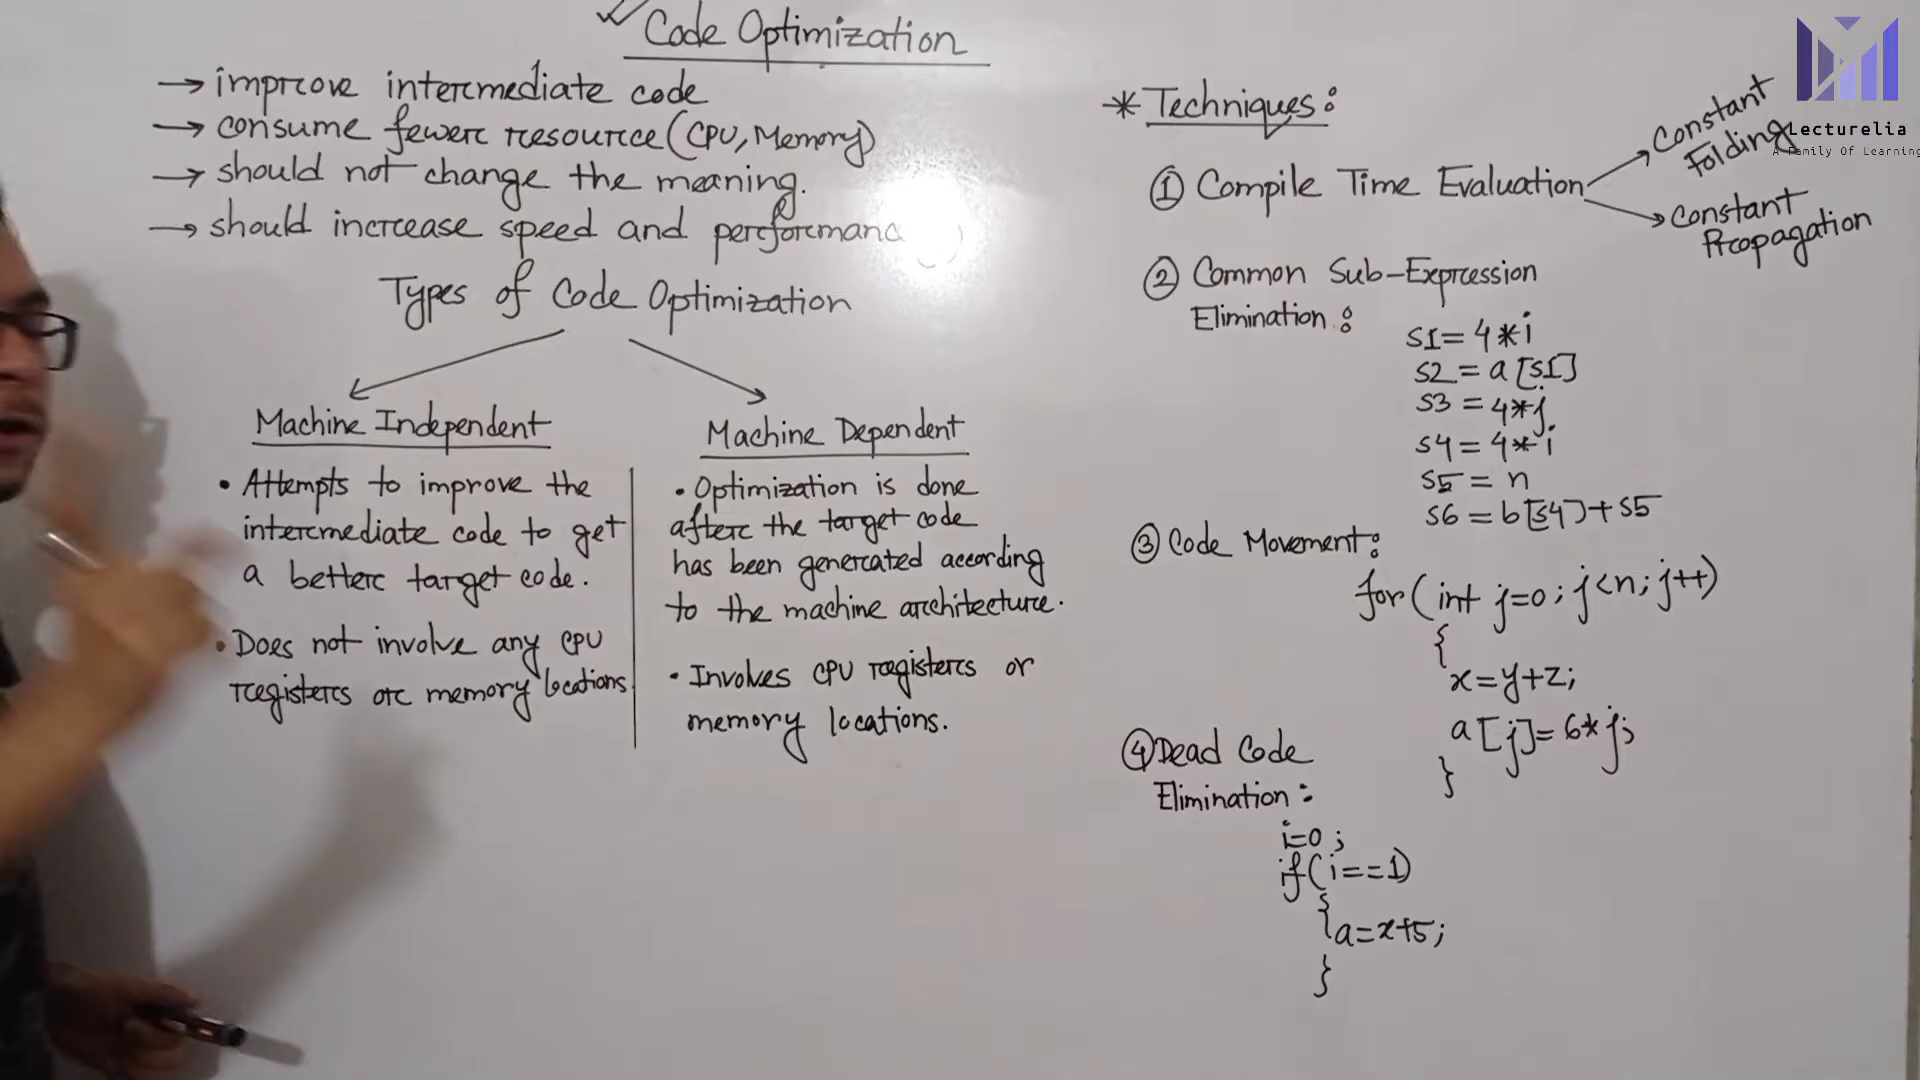 Code Optimization
→ improve intermediate code
→ consume fewer resource (CPU, Memory)
→ should not change the meaning.
→ should increase speed and
Types of Code Optimization
Machine Independent
• Attempts to improve the
intermediate code to get
a better target code.
• Does not involve any CPU
registers or memory locations
Machine Dependent
• Optimization is done
after the target code
has been generated according
to the machine architecture.
• Involves CPU registers or
memory locations.
* Techniques:
① Compile Time Evaluation
Constant
Folding
Constant
Propagation
② Common Sub-Expression
Elimination:
S1 = 4*i
S2 = a[S1]
S3 = 4*j
S4 = 4*i
S5 = n
S6 = b[S4]+S5
③ Code Movement:
for (int j=0; j<n; j++)
{
x=y+z;
a[j]=6*j;
}
④ Dead Code
Elimination:
i=0;
if(i==1)
{
a=x+5;
}
Lecturelia
A Family Of Learning